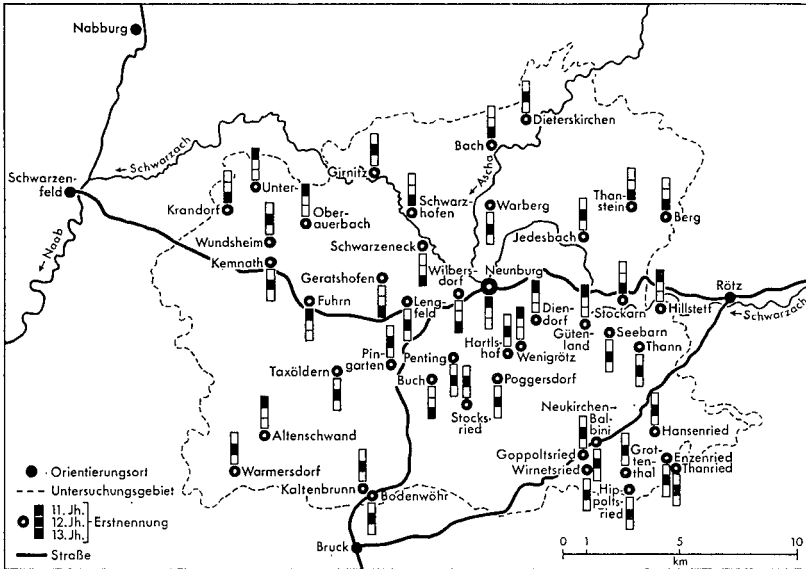 Nabburg
Dieterskirchen
Bach
← Schwarzach
Ascha
Girnitz
Schwarzenfeld
Unter-
Krandorf
Ober-
auerbach
Schwarz-
hofen
Warberg
Than-
stein
Berg
Jedesbach
Naab
Wundsheim
Schwarzeneck
Kemnath
Geratshofen
Wilbers-
dorf
Neunburg
Rötz
Fuhrn
Leng-
feld
Dien-
dorf
Stockarn
Hillstett
Schwarzach
Gütenland
Seebarn
Hartls-
hof
Wenigrötz
Thann
Pin-
garten
Penting
Taxöldern
Buch
Poggersdorf
Stocks-
ried
Neukirchen-
Balbini
Altenschwand
Hansenried
Goppoltsried
Grot-
ten-
thal
Enzenried
Wirnetsried
Thanried
Warmersdorf
Kaltenbrunn
Hip-
polts-
ried
Bodenwöhr
Bruck
Orientierungsort
Untersuchungsgebiet
11. Jh.
12. Jh. Erstnennung
13. Jh.
Straße
0 1 5 10
km